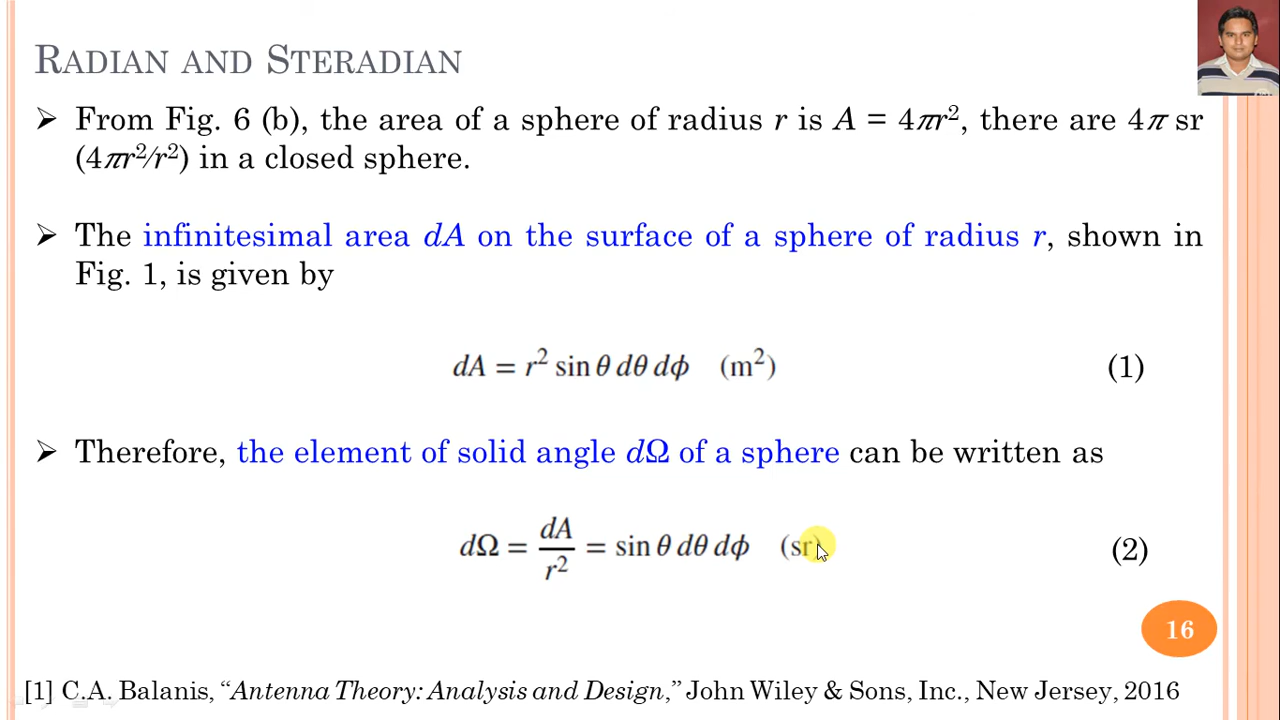 RADIAN AND STERADIAN
➢ From Fig. 6 (b), the area of a sphere of radius r is A = 4πr², there are 4π sr
(4πr²/r²) in a closed sphere.
➢ The infinitesimal area dA on the surface of a sphere of radius r, shown in
Fig. 1, is given by
dA = r² sin θ dθ dϕ (m²) (1)
➢ Therefore, the element of solid angle dΩ of a sphere can be written as
dΩ = dA/r² = sin θ dθ dϕ (sr) (2)
16
[1] C.A. Balanis, “Antenna Theory: Analysis and Design,” John Wiley & Sons, Inc., New Jersey, 2016